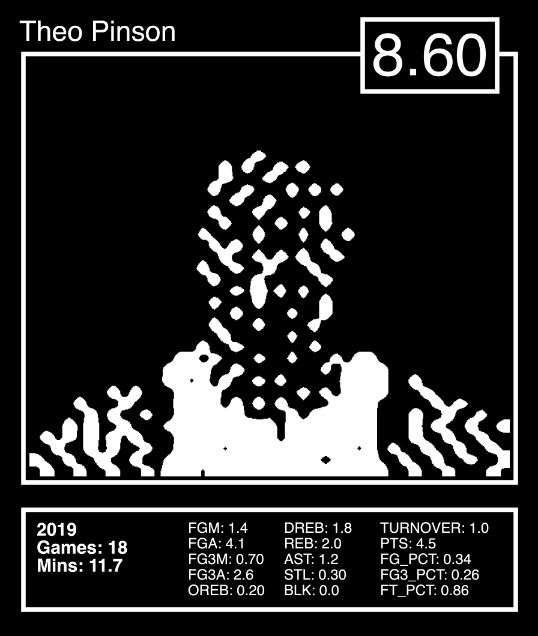 Theo Pinson
8.60
2019
Games: 18
Mins: 11.7
FGM: 1.4
FGA: 4.1
FG3M: 0.70
FG3A: 2.6
OREB: 0.20
DREB: 1.8
REB: 2.0
AST: 1.2
STL: 0.30
BLK: 0.0
TURNOVER: 1.0
PTS: 4.5
FG_PCT: 0.34
FG3_PCT: 0.26
FT_PCT: 0.86